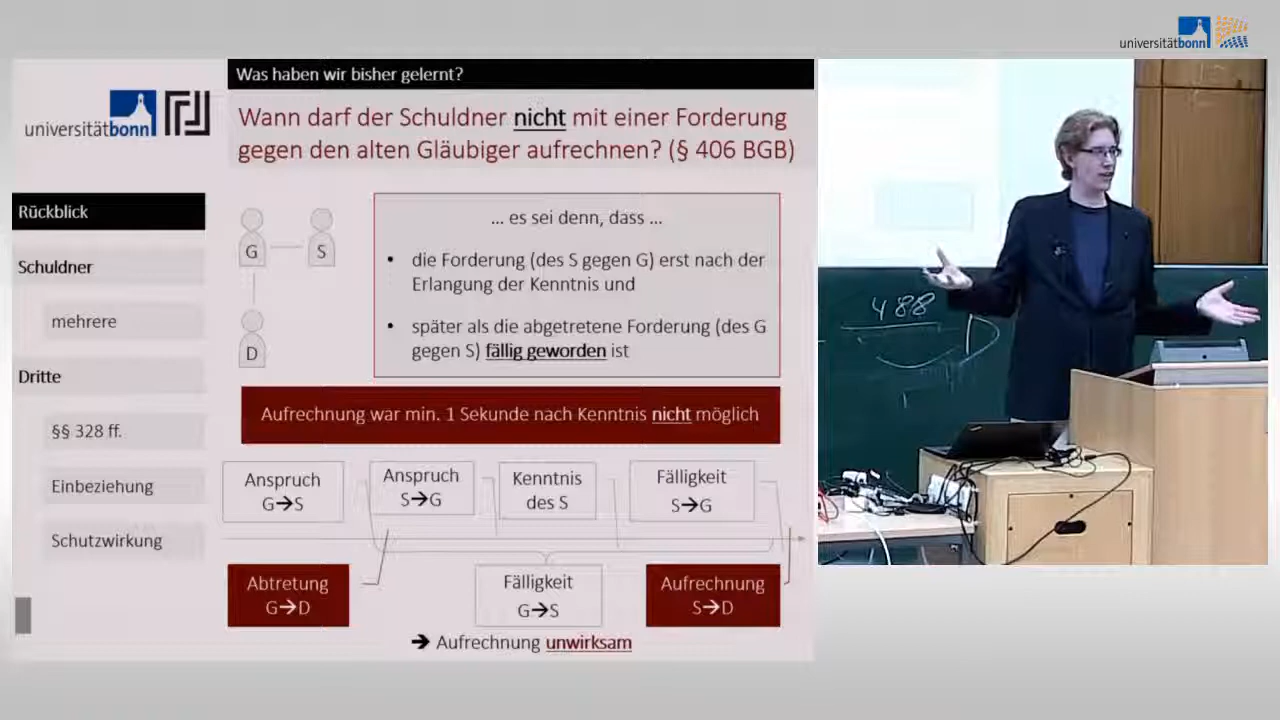 universitätbonn
Was haben wir bisher gelernt?
universitätbonn
Wann darf der Schuldner nicht mit einer Forderung
gegen den alten Gläubiger aufrechnen? (§ 406 BGB)
Rückblick
Schuldner
mehrere
Dritte
§§ 328 ff.
Einbeziehung
Schutzwirkung
G
S
D
... es sei denn, dass ...
• die Forderung (des S gegen G) erst nach der
Erlangung der Kenntnis und
• später als die abgetretene Forderung (des G
gegen S) fällig geworden ist
Aufrechnung war min. 1 Sekunde nach Kenntnis nicht möglich
Anspruch
G→S
Anspruch
S→G
Kenntnis
des S
Fälligkeit
S→G
Abtretung
G→D
Fälligkeit
G→S
Aufrechnung
S→D
→ Aufrechnung unwirksam
488